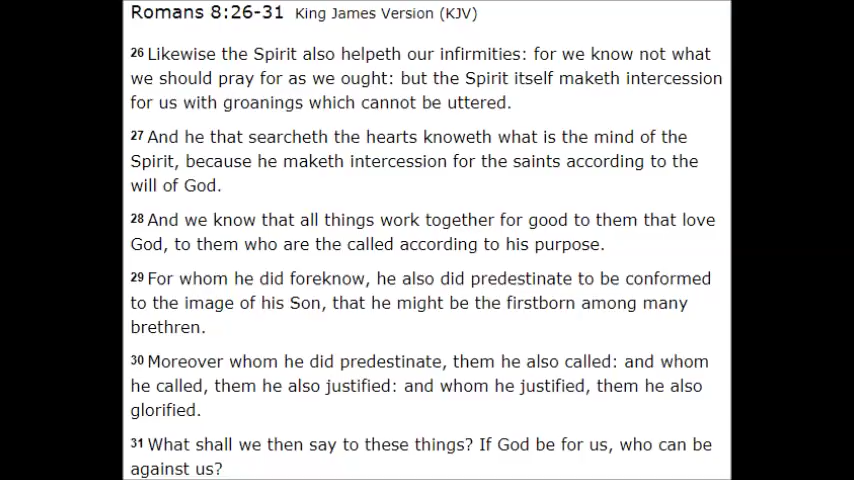 Romans 8:26-31 King James Version (KJV)
26 Likewise the Spirit also helpeth our infirmities: for we know not what
we should pray for as we ought: but the Spirit itself maketh intercession
for us with groanings which cannot be uttered.
27 And he that searcheth the hearts knoweth what is the mind of the
Spirit, because he maketh intercession for the saints according to the
will of God.
28 And we know that all things work together for good to them that love
God, to them who are the called according to his purpose.
29 For whom he did foreknow, he also did predestinate to be conformed
to the image of his Son, that he might be the firstborn among many
brethren.
30 Moreover whom he did predestinate, them he also called: and whom
he called, them he also justified: and whom he justified, them he also
glorified.
31 What shall we then say to these things? If God be for us, who can be
against us?